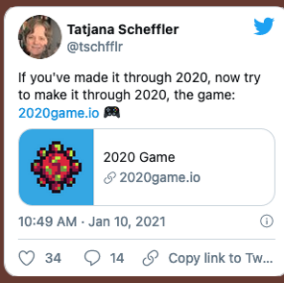 Tatjana Scheffler
@tschfflr
If you've made it through 2020, now try
to make it through 2020, the game:
2020game.io 🎮
2020 Game
2020game.io
10:49 AM · Jan 10, 2021
34 14 Copy link to Tw...